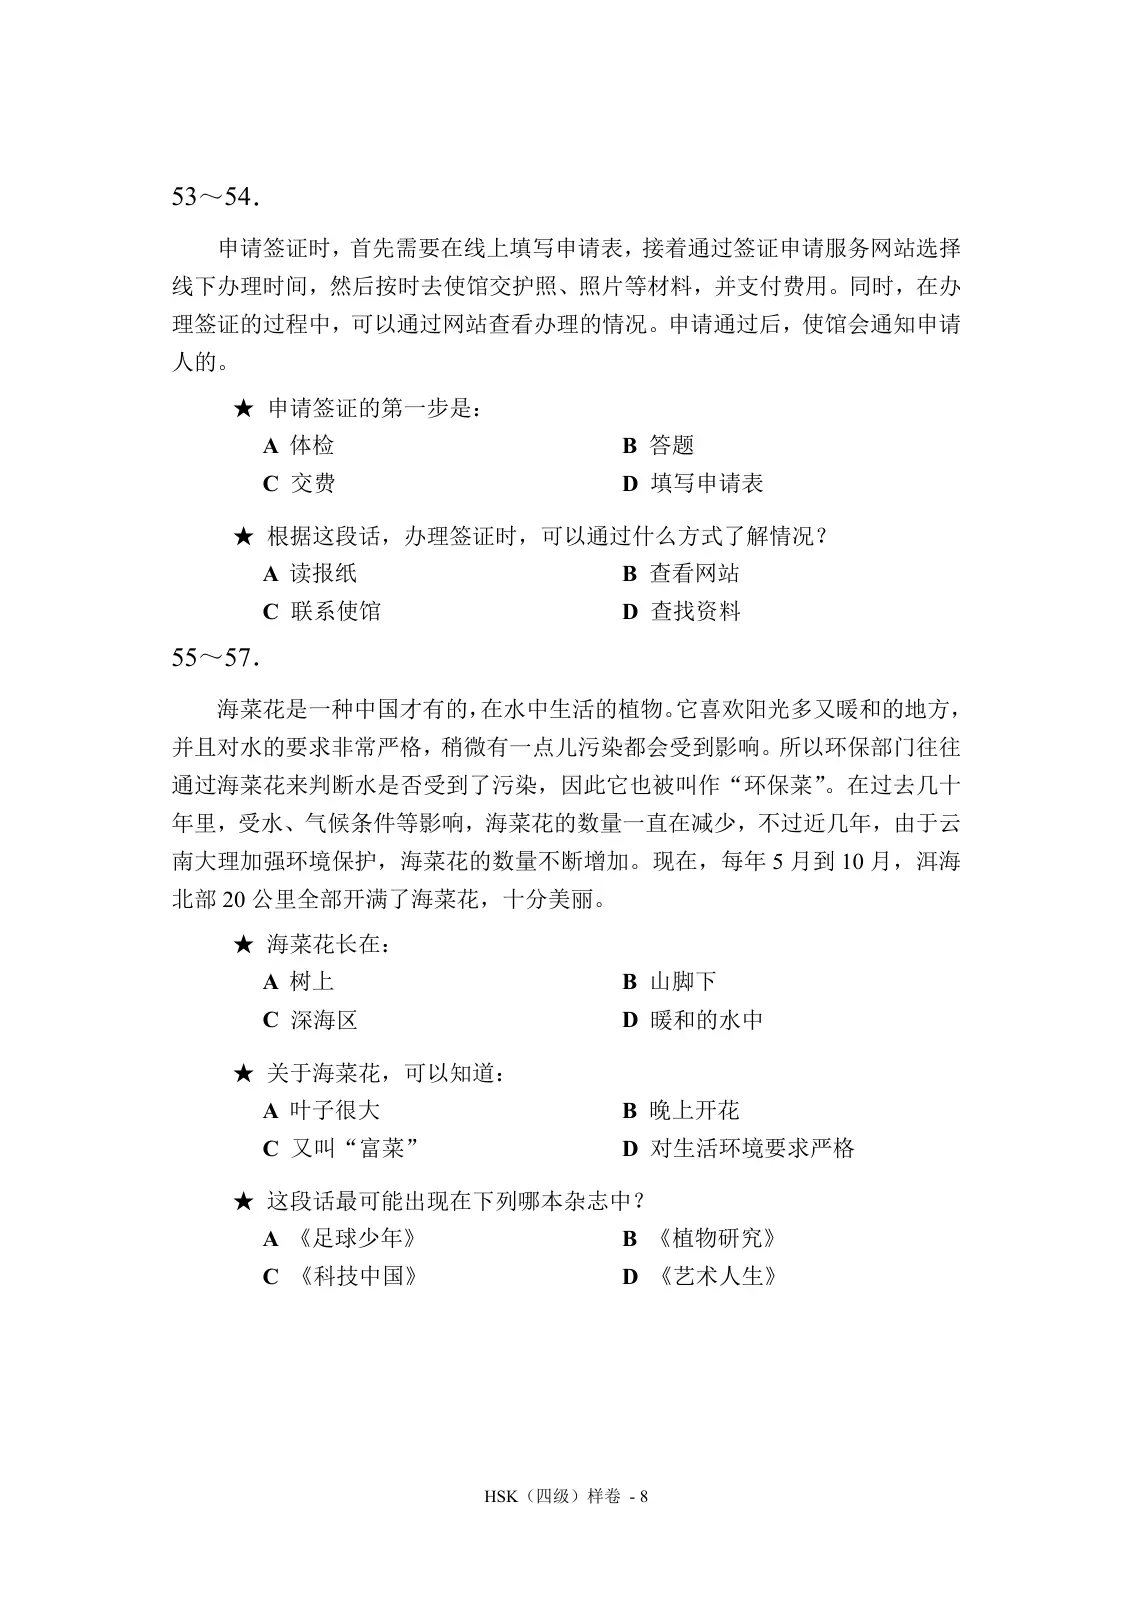 53～54.
申请签证时，首先需要在线上填写申请表，接着通过签证申请服务网站选择
线下办理时间，然后按时去使馆交护照、照片等材料，并支付费用。同时，在办
理签证的过程中，可以通过网站查看办理的情况。申请通过后，使馆会通知申请
人的。
★ 申请签证的第一步是：
A 体检 B 答题
C 交费 D 填写申请表
★ 根据这段话，办理签证时，可以通过什么方式了解情况？
A 读报纸 B 查看网站
C 联系使馆 D 查找资料
55～57.
海菜花是一种中国才有的，在水中生活的植物。它喜欢阳光多又暖和的地方，
并且对水的要求非常严格，稍微有一点儿污染都会受到影响。所以环保部门往往
通过海菜花来判断水是否受到了污染，因此它也被叫作“环保菜”。在过去几十
年里，受水、气候条件等影响，海菜花的数量一直在减少，不过近几年，由于云
南大理加强环境保护，海菜花的数量不断增加。现在，每年 5 月到 10 月，洱海
北部 20 公里全部开满了海菜花，十分美丽。
★ 海菜花长在：
A 树上 B 山脚下
C 深海区 D 暖和的水中
★ 关于海菜花，可以知道：
A 叶子很大 B 晚上开花
C 又叫“富菜” D 对生活环境要求严格
★ 这段话最可能出现在下列哪本杂志中？
A 《足球少年》 B 《植物研究》
C 《科技中国》 D 《艺术人生》
HSK（四级）样卷 - 8